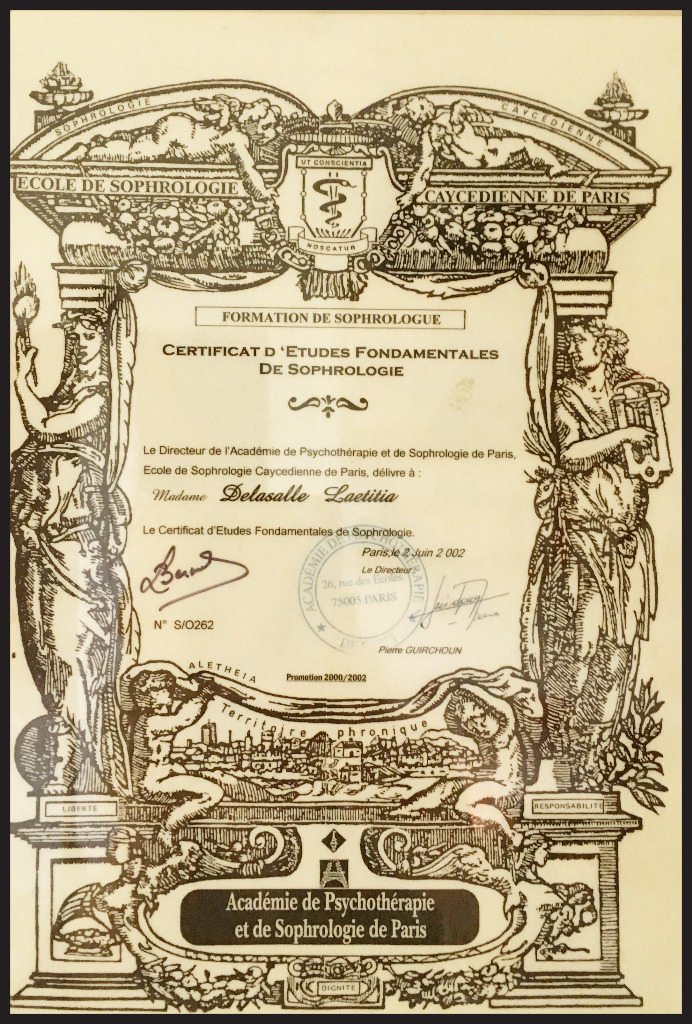 SOPHROLOGIE
CAYCÉDIENNE
UT CONSCIENTIA
NOSCATUR
ECOLE DE SOPHROLOGIE
CAYCEDIENNE DE PARIS
FORMATION DE SOPHROLOGUE
CERTIFICAT D 'ETUDES FONDAMENTALES
DE SOPHROLOGIE
Le Directeur de l'Académie de Psychothérapie et de Sophrologie de Paris,
Ecole de Sophrologie Caycedienne de Paris, délivre à :
Madame Delasalle Laetitia
Le Certificat d'Etudes Fondamentales de Sophrologie.
Paris,le 2 Juin 2 002
Le Directeur:
ACADÉMIE DE PSYCHOTHÉRAPIE
26, rue des Ecoles
75005 PARIS
N° S/O262
Pierre GUIRCHOUN
Promotion 2000/2002
ALETHEIA
Territoire phronique
LIBERTE
RESPONSABILITE
Académie de Psychothérapie
et de Sophrologie de Paris
DIGNITE